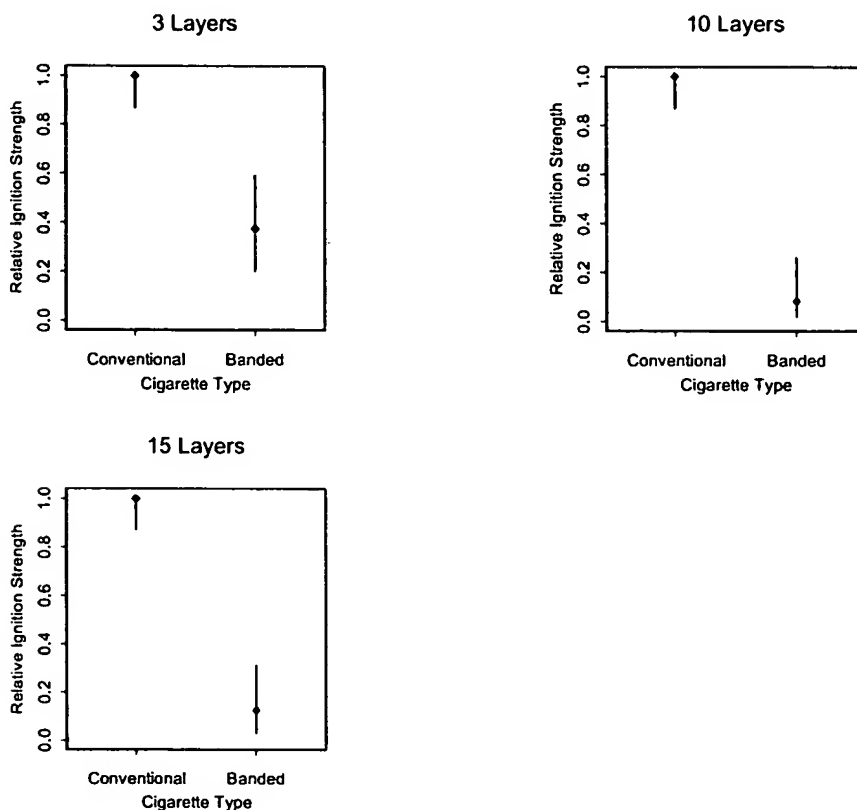 3 Layers
Relative Ignition Strength
1.0
0.8
0.6
0.4
0.2
0.0
Conventional Banded
Cigarette Type
10 Layers
Relative Ignition Strength
1.0
0.8
0.6
0.4
0.2
0.0
Conventional Banded
Cigarette Type
15 Layers
Relative Ignition Strength
1.0
0.8
0.6
0.4
0.2
0.0
Conventional Banded
Cigarette Type